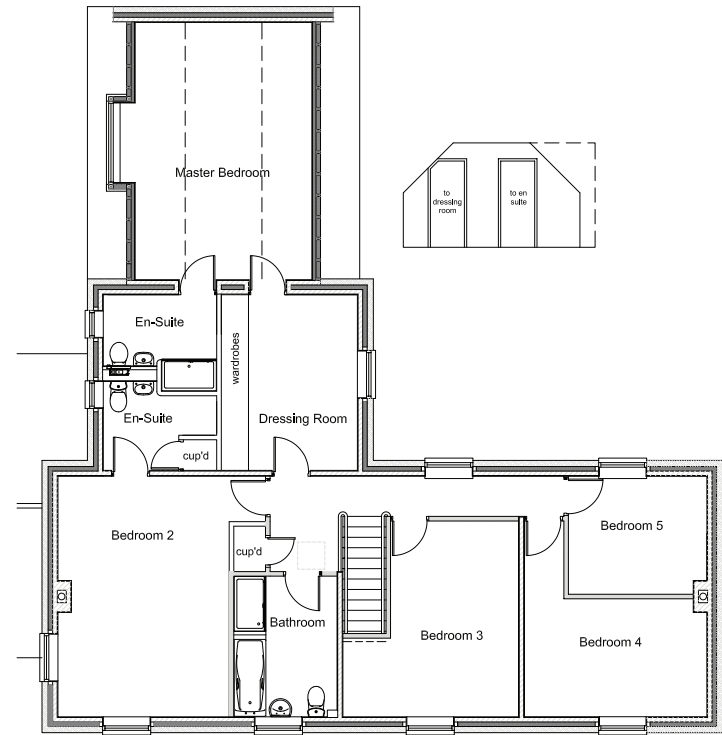 Master Bedroom
to
dressing
room
to en
suite
En-Suite
wardrobes
En-Suite
Dressing Room
cup'd
Bedroom 2
Bedroom 5
cup'd
Bathroom
Bedroom 3
Bedroom 4